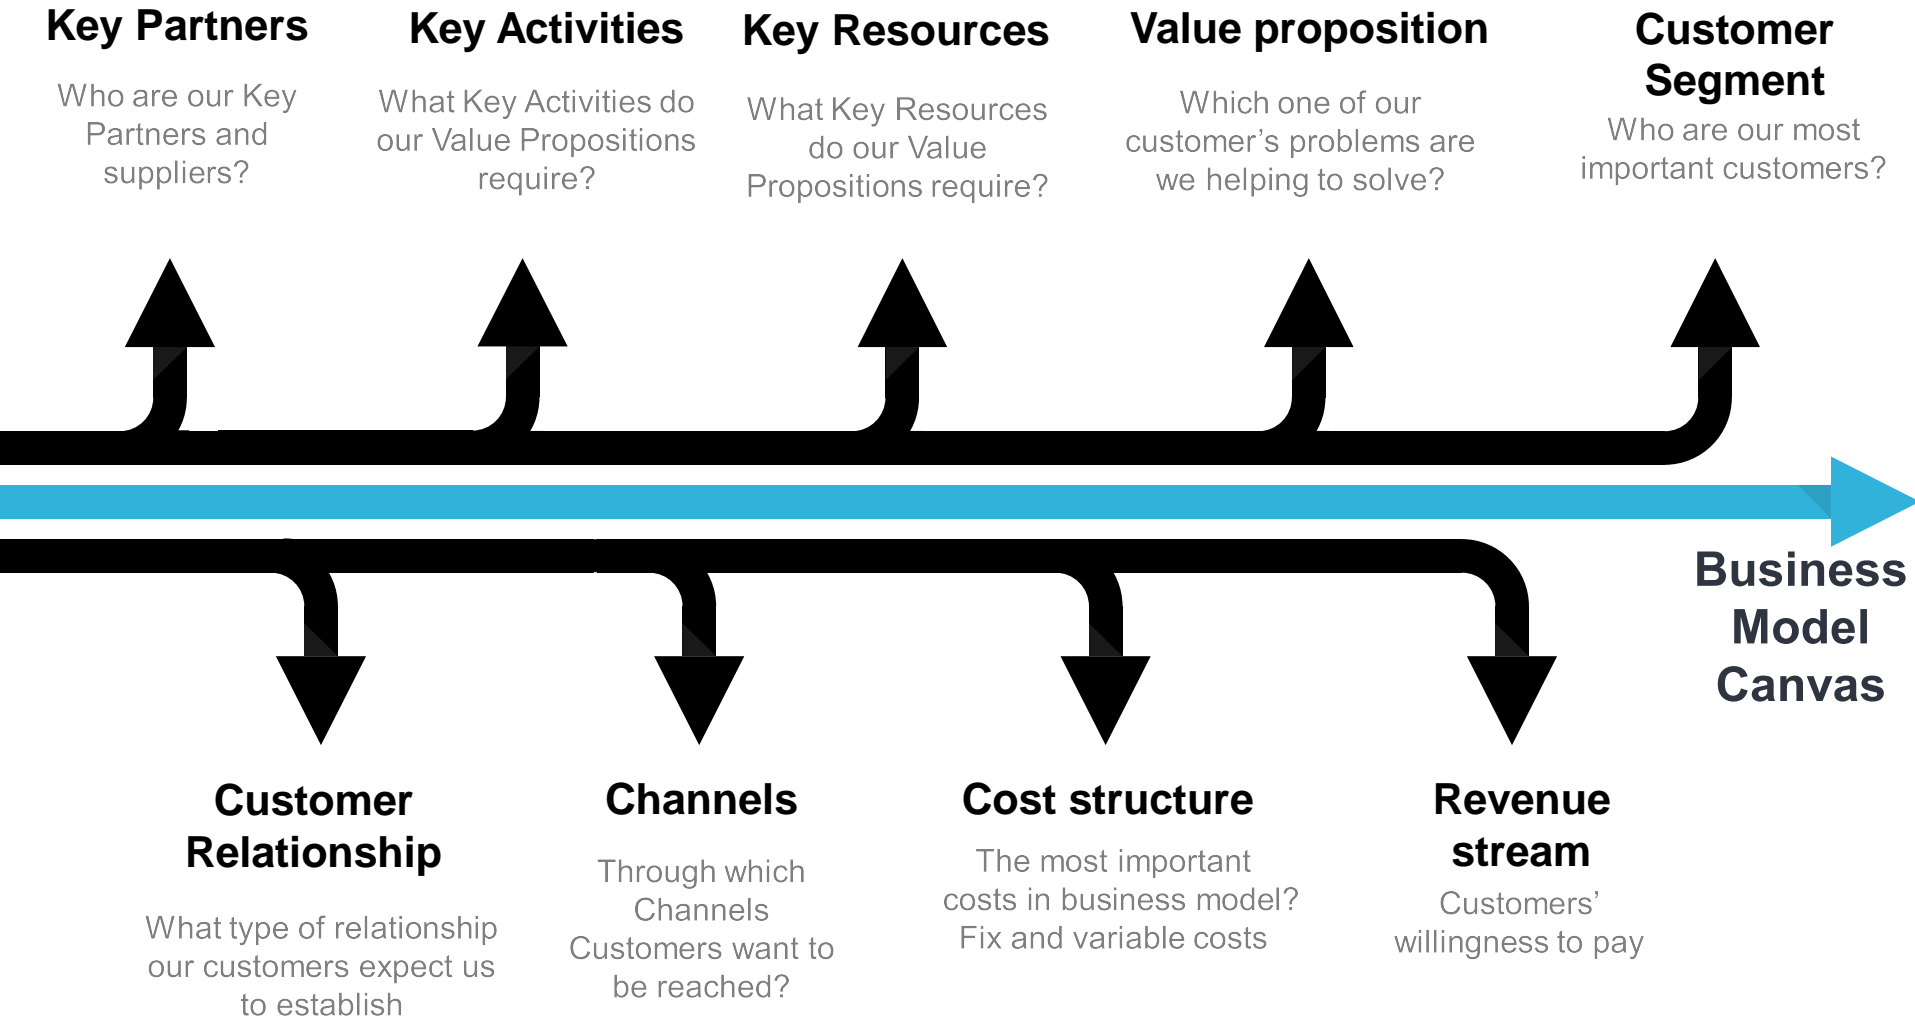 Key Partners
Who are our Key
Partners and
suppliers?
Key Activities
What Key Activities do
our Value Propositions
require?
Key Resources
What Key Resources
do our Value
Propositions require?
Value proposition
Which one of our
customer’s problems are
we helping to solve?
Customer
Segment
Who are our most
important customers?
Business
Model
Canvas
Customer
Relationship
What type of relationship
our customers expect us
to establish
Channels
Through which
Channels
Customers want to
be reached?
Cost structure
The most important
costs in business model?
Fix and variable costs
Revenue
stream
Customers’
willingness to pay